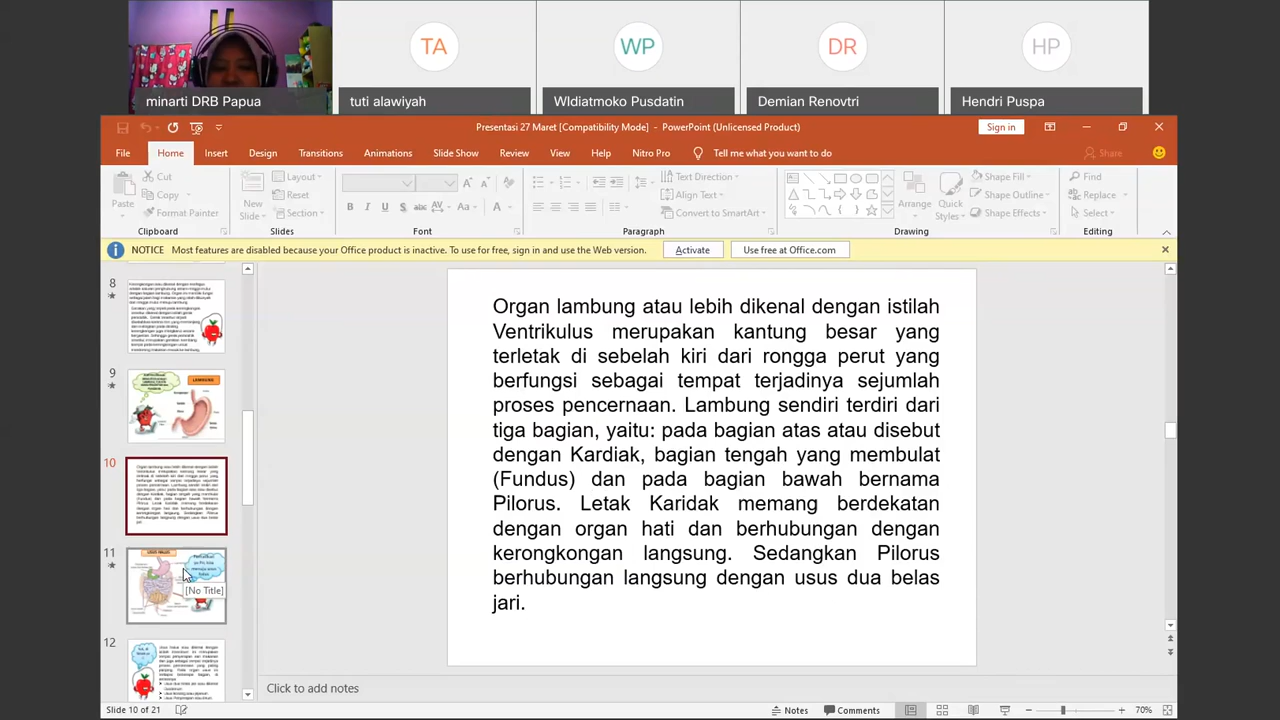 TA
WP
DR
HP
minarti DRB Papua
tuti alawiyah
WIdiatmoko Pusdatin
Demian Renovtri
Hendri Puspa
Presentasi 27 Maret [Compatibility Mode] - PowerPoint (Unlicensed Product)
Sign in
File Home Insert Design Transitions Animations Slide Show Review View Help Nitro Pro Tell me what you want to do Share
Paste
Cut
Copy
Format Painter
Clipboard
New Slide
Layout
Reset
Section
Slides
Font
Text Direction
Align Text
Convert to SmartArt
Paragraph
Arrange
Quick Styles
Shape Fill
Shape Outline
Shape Effects
Drawing
Find
Replace
Select
Editing
NOTICE Most features are disabled because your Office product is inactive. To use for free, sign in and use the Web version. Activate Use free at Office.com
8
9
LAMBUNG
10
11
USUS HALUS
[No Title]
12
Organ lambung atau lebih dikenal dengan istilah
Ventrikulus merupakan kantung besar yang
terletak di sebelah kiri dari rongga perut yang
berfungsi sebagai tempat terjadinya sejumlah
proses pencernaan. Lambung sendiri terdiri dari
tiga bagian, yaitu: pada bagian atas atau disebut
dengan Kardiak, bagian tengah yang membulat
(Fundus) dan pada bagian bawah bernama
Pilorus. Letak Karidak memang berdekatan
dengan organ hati dan berhubungan dengan
kerongkongan langsung. Sedangkan Pilorus
berhubungan langsung dengan usus dua belas
jari.
Click to add notes
Slide 10 of 21
Notes
Comments
70%